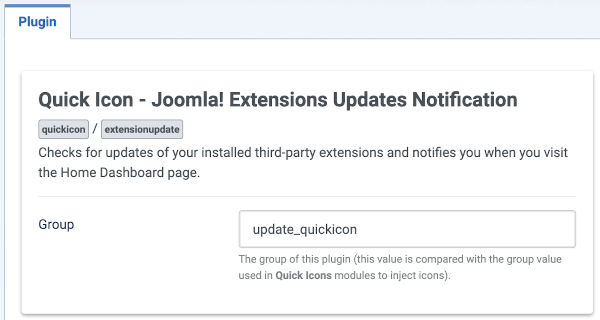 Plugin
Quick Icon - Joomla! Extensions Updates Notification
quickicon / extensionupdate
Checks for updates of your installed third-party extensions and notifies you when you visit
the Home Dashboard page.
Group
update_quickicon
The group of this plugin (this value is compared with the group value
used in Quick Icons modules to inject icons).